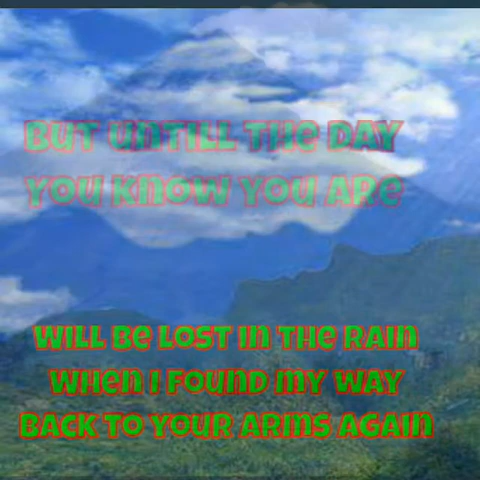 BUT UNTILL THE DAY
YOU KNOW YOU ARE
WILL BE LOST IN THE RAIN
WHEN I FOUND MY WAY
BACK TO YOUR ARMS AGAIN